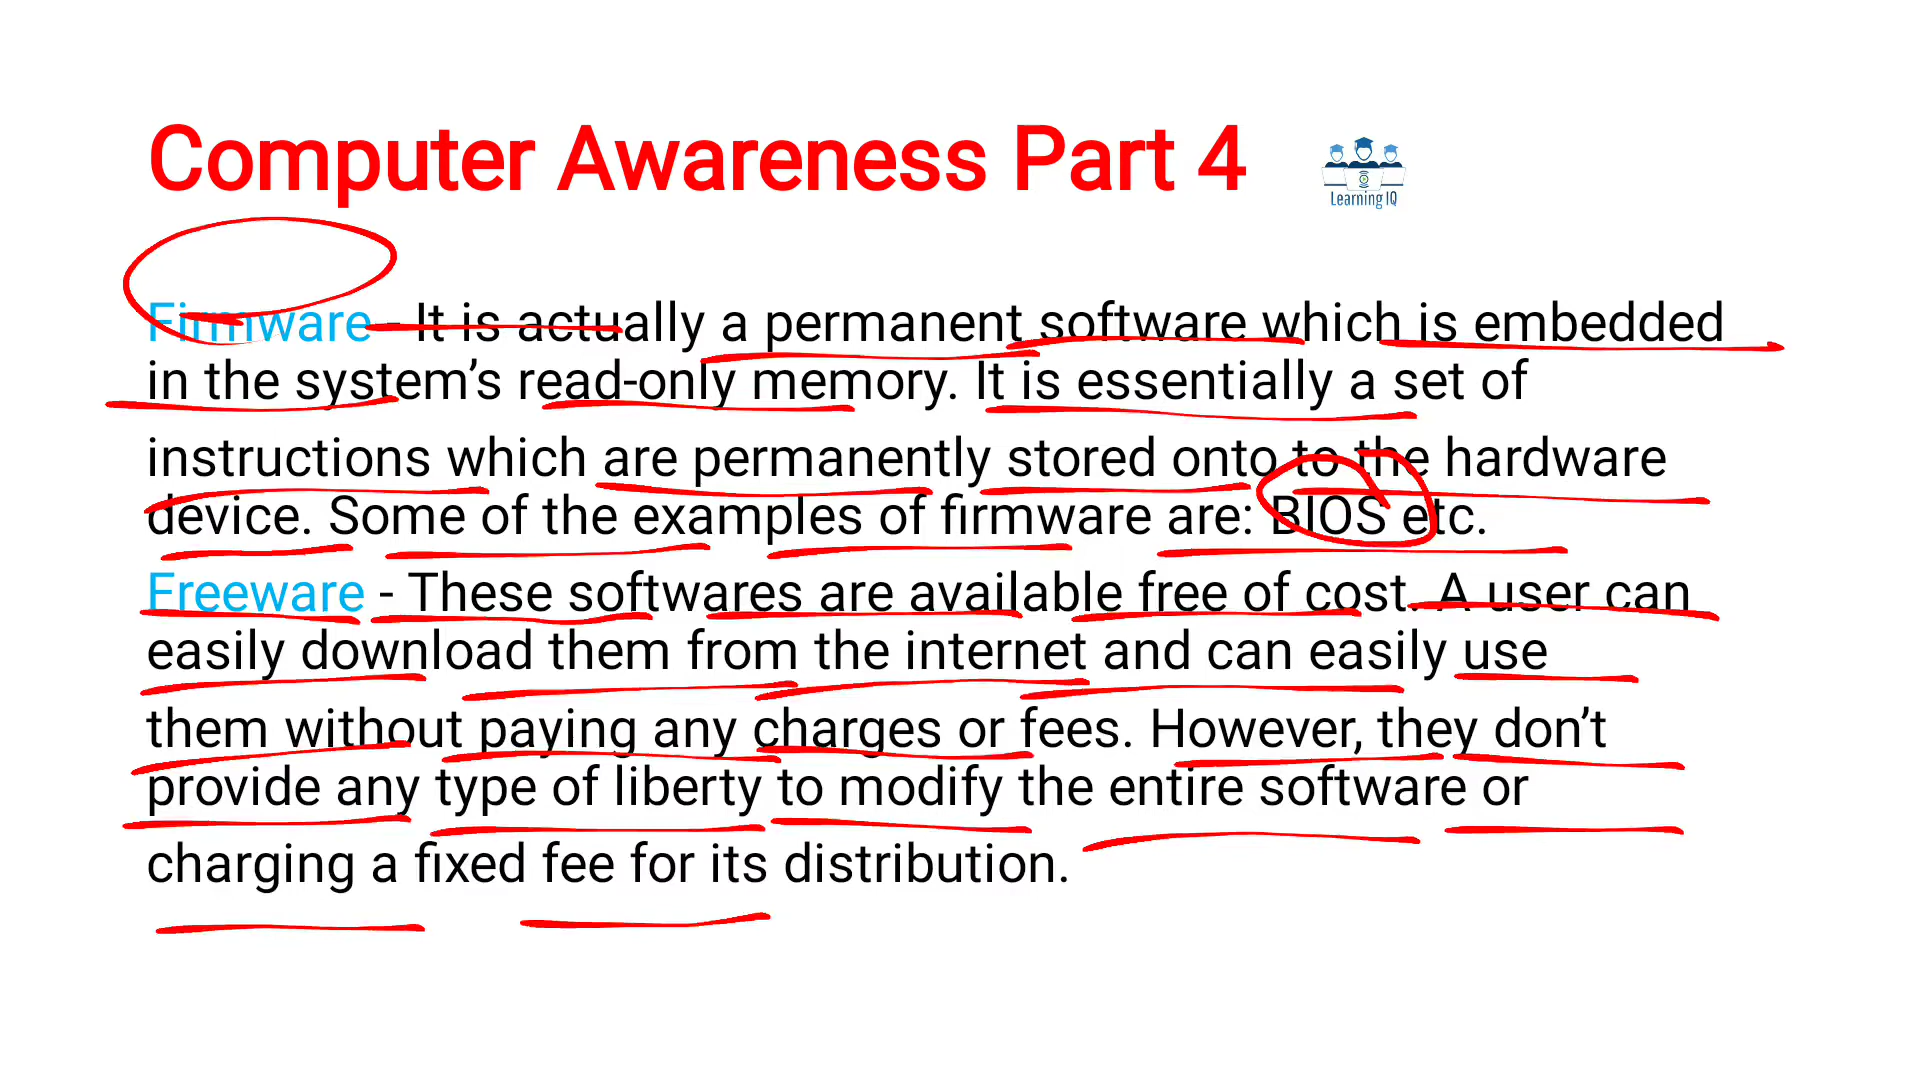 Computer Awareness Part 4
Learning IQ
Firmware - It is actually a permanent software which is embedded
in the system’s read-only memory. It is essentially a set of
instructions which are permanently stored onto to the hardware
device. Some of the examples of firmware are: BIOS etc.
Freeware - These softwares are available free of cost. A user can
easily download them from the internet and can easily use
them without paying any charges or fees. However, they don’t
provide any type of liberty to modify the entire software or
charging a fixed fee for its distribution.